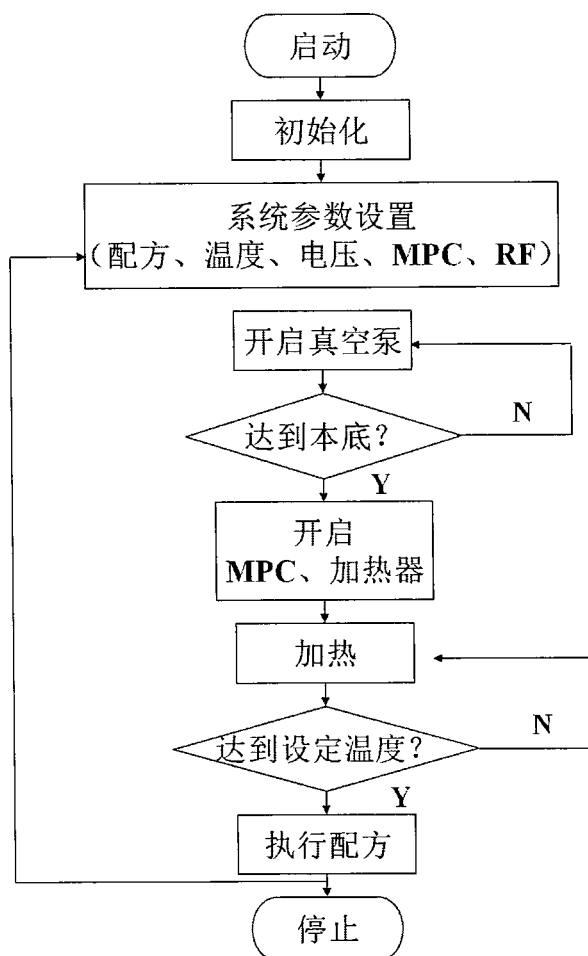 启动
初始化
系统参数设置
（配方、温度、电压、MPC、RF）
开启真空泵
达到本底？
N
Y
开启
MPC、加热器
加热
达到设定温度？
N
Y
执行配方
停止